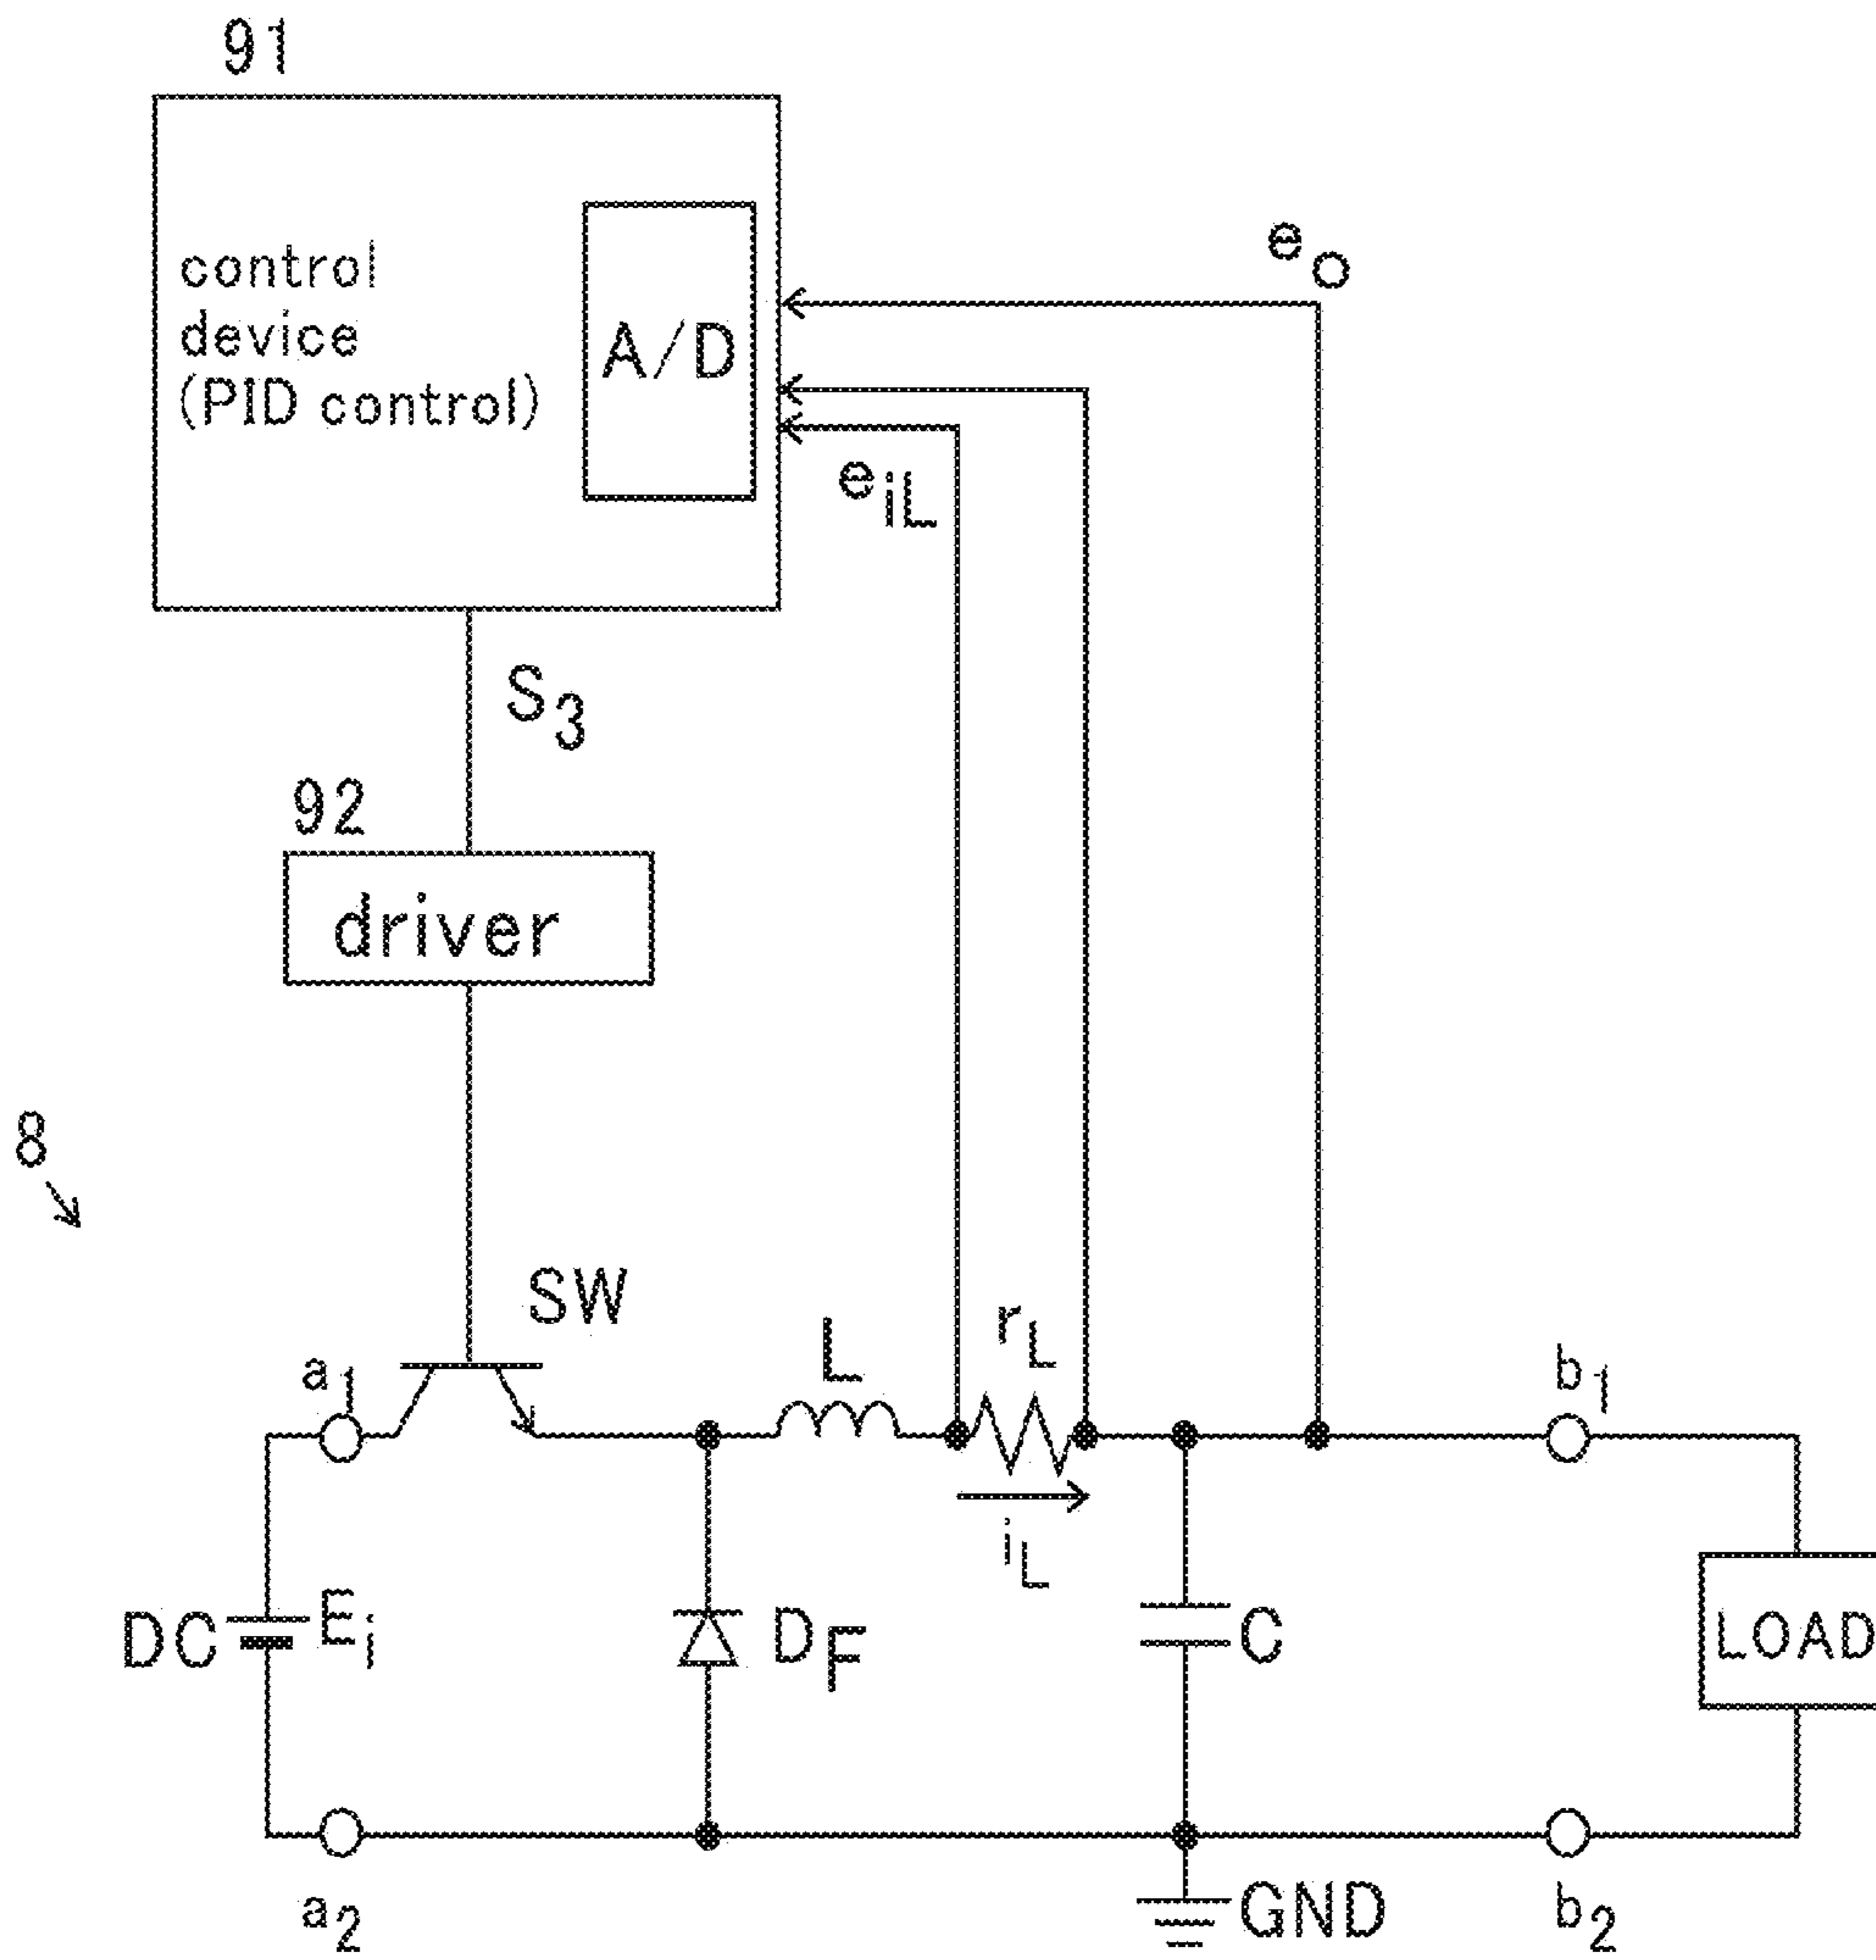 91
control
device
(PID control)
A/D
eO
eiL
S3
92
driver
8
SW
a1
L
rL
b1
iL
DC
Ei
DF
C
LOAD
a2
GND
b2